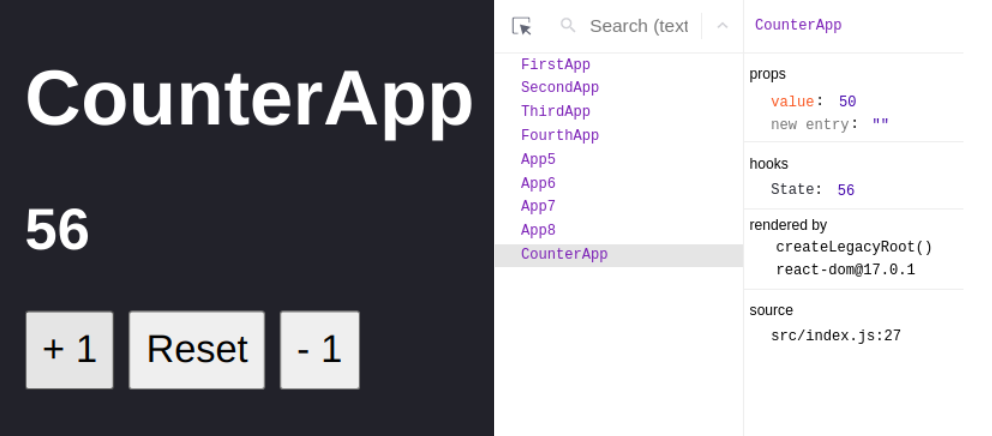 CounterApp
56
+ 1
Reset
- 1
Search (text
FirstApp
SecondApp
ThirdApp
FourthApp
App5
App6
App7
App8
CounterApp
CounterApp
props
value: 50
new entry: ""
hooks
State: 56
rendered by
createLegacyRoot()
react-dom@17.0.1
source
src/index.js:27